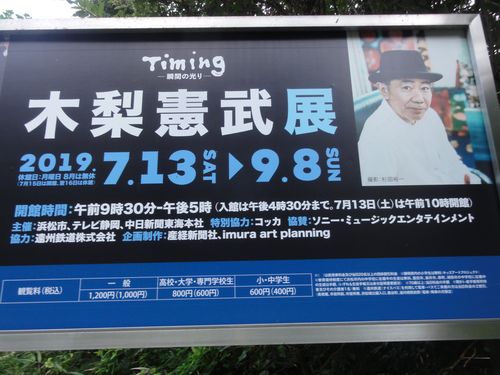 Timing
瞬間の光り
木梨憲武展
2019.7.13 SAT ▶ 9.8 SUN
休館日：月曜日 8月は無休
開館時間：午前9時30分−午後5時（入館は午後4時30分まで。7月13日（土）は午前10時開館）
主催：浜松市、テレビ静岡、中日新聞東海本社 特別協力：コッカ 協賛：ソニー・ミュージックエンタテインメント
協力：遠州鉄道株式会社 企画制作：産経新聞社、imura art planning
撮影：杉田裕一
観覧料（税込） 一般 高校・大学・専門学校生 小・中学生
1,200円（1,000円） 800円（600円） 600円（400円）